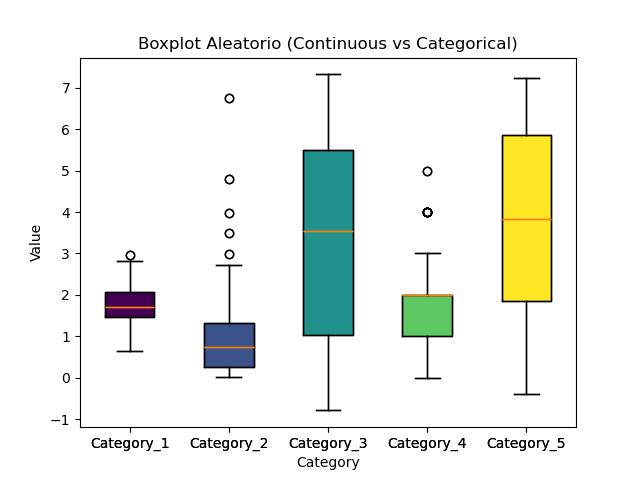 Boxplot Aleatorio (Continuous vs Categorical)
Value
7
6
5
4
3
2
1
0
−1
Category_1 Category_2 Category_3 Category_4 Category_5
Category